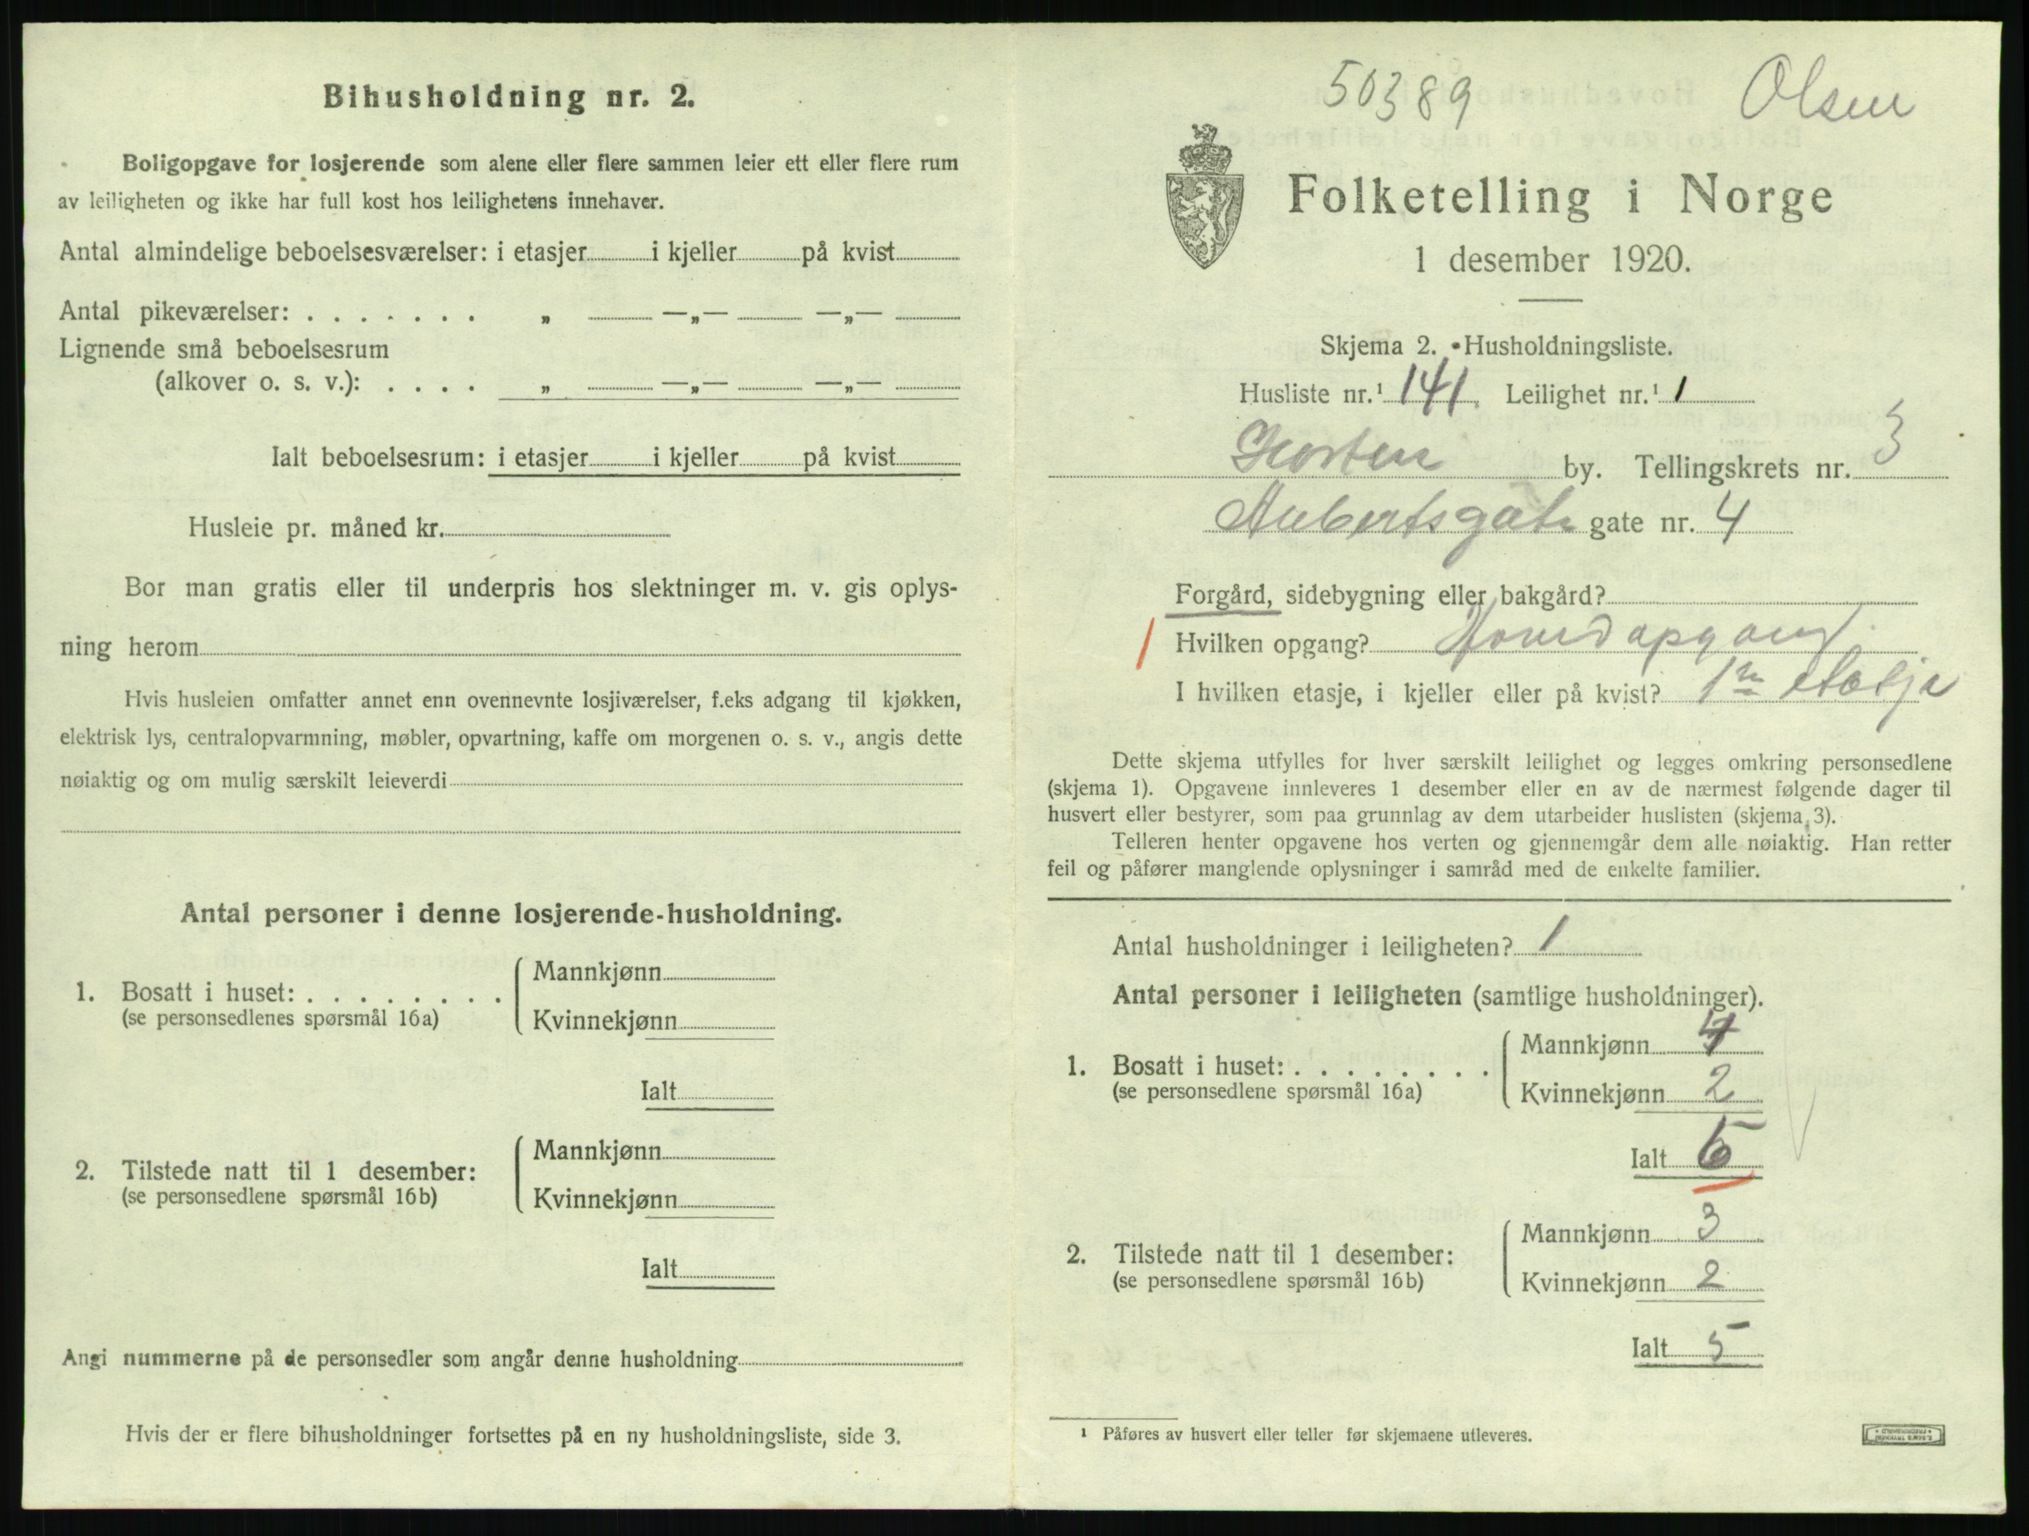 Bihusholdning nr. 2.
Boligopgave for losjerende som alene eller flere sammen leier ett eller flere rum
av leiligheten og ikke har full kost hos leilighetens innehaver.
Antal almindelige beboelsesværelser: i etasjer i kjeller på kvist
Antal pikeværelser: . . . . . . . „ —„— —„—
Lignende små beboelsesrum
(alkover o. s. v.): . . . . „ —„— —„—
Ialt beboelsesrum: i etasjer i kjeller på kvist
Husleie pr. måned kr.
Bor man gratis eller til underpris hos slektninger m. v. gis oplys-
ning herom
Hvis husleien omfatter annet enn ovennevnte losjiværelser, f.eks adgang til kjøkken,
elektrisk lys, centralopvarmning, møbler, opvartning, kaffe om morgenen o. s. v., angis dette
nøiaktig og om mulig særskilt leieverdi
Antal personer i denne losjerende-husholdning.
1. Bosatt i huset: . . . . . . . .
(se personsedlenes spørsmål 16a)
Mannkjønn
Kvinnekjønn
Ialt
2. Tilstede natt til 1 desember:
(se personsedlene spørsmål 16b)
Mannkjønn
Kvinnekjønn
Ialt
Angi nummerne på de personsedler som angår denne husholdning
Hvis der er flere bihusholdninger fortsettes på en ny husholdningsliste, side 3.
50389 Olsen
Folketelling i Norge
1 desember 1920.
Skjema 2. Husholdningsliste.
Husliste nr.¹ 141. Leilighet nr.¹ 1
Horten by. Tellingskrets nr. 3
Aubertsgate gate nr. 4
Forgård, sidebygning eller bakgård?
1 Hvilken opgang? Hovedopgang
I hvilken etasje, i kjeller eller på kvist? 1ste etasje
Dette skjema utfylles for hver særskilt leilighet og legges omkring personsedlene
(skjema 1). Opgavene innleveres 1 desember eller en av de nærmest følgende dager til
husvert eller bestyrer, som paa grunnlag av dem utarbeider huslisten (skjema 3).
Telleren henter opgavene hos verten og gjennemgår dem alle nøiaktig. Han retter
feil og påfører manglende oplysninger i samråd med de enkelte familier.
Antal husholdninger i leiligheten? 1
Antal personer i leiligheten (samtlige husholdninger).
1. Bosatt i huset: . . . . . . . .
(se personsedlenes spørsmål 16a)
Mannkjønn 4
Kvinnekjønn 2
Ialt 6
2. Tilstede natt til 1 desember:
(se personsedlene spørsmål 16b)
Mannkjønn 3
Kvinnekjønn 2
Ialt 5
¹ Påføres av husvert eller teller før skjemaene utleveres.